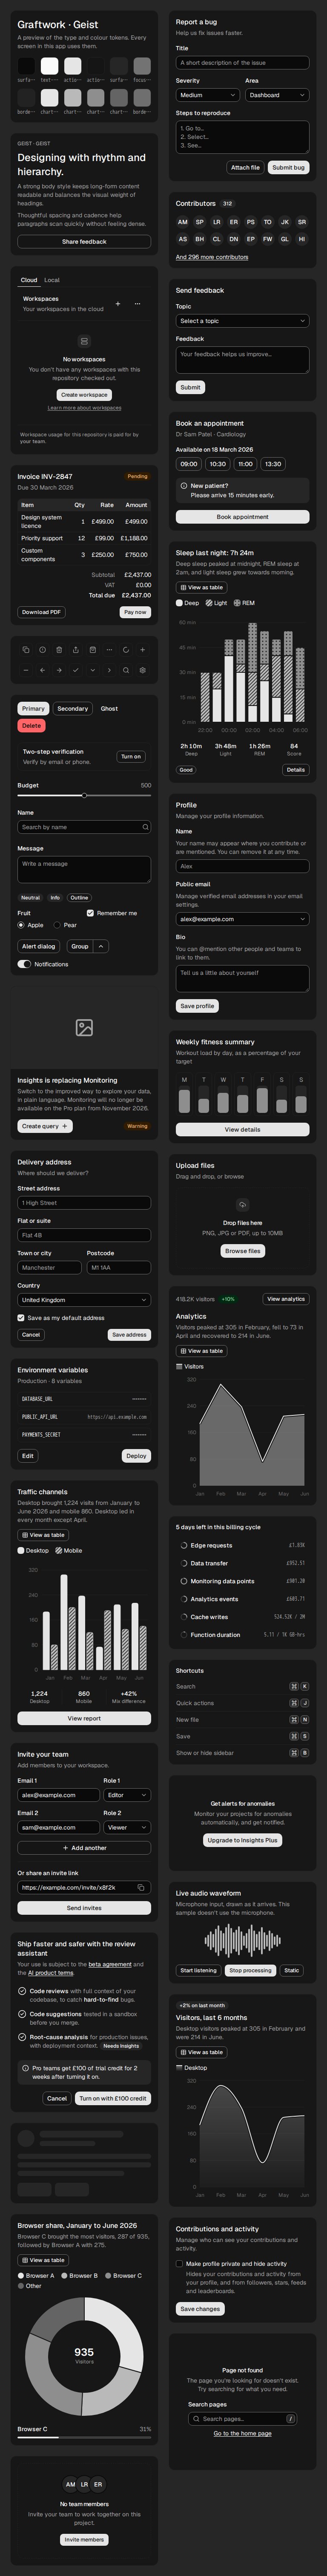 Graftwork · Geist
A preview of the type and colour tokens. Every
screen in this app uses them.
GEIST · GEIST
Designing with rhythm and
hierarchy.
A strong body style keeps long-form content
readable and balances the visual weight of
headings.
Thoughtful spacing and cadence help
paragraphs scan quickly without feeling dense.
Share feedback
Cloud Local
Workspaces
Your workspaces in the cloud
No workspaces
You don't have any workspaces with this
repository checked out.
Create workspace
Learn more about workspaces
Workspace usage for this repository is paid for by
your team.
Invoice INV-2847 Pending
Due 30 March 2026
Item Qty Rate Amount
Design system
licence 1 £499.00 £499.00
Priority support 12 £99.00 £1,188.00
Custom
components 3 £250.00 £750.00
Subtotal £2,437.00
VAT £0.00
Total due £2,437.00
Download PDF Pay now
Primary Secondary Ghost
Delete
Two-step verification
Verify by email or phone.
Turn on
Budget 500
Name
Search by name
Message
Write a message
Neutral Info Outline
Fruit Remember me
Apple Pear
Alert dialog Group
Notifications
Insights is replacing Monitoring
Switch to the improved way to explore your data,
in plain language. Monitoring will no longer be
available on the Pro plan from November 2026.
Create query Warning
Delivery address
Where should we deliver?
Street address
1 High Street
Flat or suite
Flat 4B
Town or city Postcode
Manchester M1 1AA
Country
United Kingdom
Save as my default address
Cancel Save address
Environment variables
Production · 8 variables
DATABASE_URL
PUBLIC_API_URL https://api.example.com
PAYMENTS_SECRET
Edit Deploy
Traffic channels
Desktop brought 1,224 visits from January to
June 2026 and mobile 860. Desktop led in
every month except April.
View as table
Desktop Mobile
320
240
160
80
0
Jan Feb Mar Apr May Jun
1,224 860 +42%
Desktop Mobile Mix difference
View report
Invite your team
Add members to your workspace.
Email 1 Role 1
alex@example.com Editor
Email 2 Role 2
sam@example.com Viewer
Add another
Or share an invite link
https://example.com/invite/x8f2k
Send invites
Ship faster and safer with the review
assistant
Your use is subject to the beta agreement and
the AI product terms.
Code reviews with full context of your
codebase, to catch hard-to-find bugs.
Code suggestions tested in a sandbox
before you merge.
Root-cause analysis for production issues,
with deployment context. Needs Insights
Pro teams get £100 of trial credit for 2
weeks after turning it on.
Cancel Turn on with £100 credit
Browser share, January to June 2026
Browser C brought the most visitors, 287 of 935,
followed by Browser A with 275.
View as table
Browser A Browser B Browser C
Other
935
Visitors
Browser C 31%
AM LR ER
No team members
Invite your team to work together on this
project.
Invite members
Report a bug
Help us fix issues faster.
Title
A short description of the issue
Severity Area
Medium Dashboard
Steps to reproduce
1. Go to...
2. Select...
3. See...
Attach file Submit bug
Contributors 312
AM SP LR ER PS TO JK SR
AS BH CL DN EP FW GL HI
And 296 more contributors
Send feedback
Topic
Select a topic
Feedback
Your feedback helps us improve...
Submit
Book an appointment
Dr Sam Patel · Cardiology
Available on 18 March 2026
09:00 10:30 11:00 13:30
New patient?
Please arrive 15 minutes early.
Book appointment
Sleep last night: 7h 24m
Deep sleep peaked at midnight, REM sleep at
2am, and light sleep grew towards morning.
View as table
Deep Light REM
60 min
45 min
30 min
15 min
0 min
22:00 00:00 02:00 04:00 06:00
2h 10m 3h 48m 1h 26m 84
Deep Light REM Score
Good Details
Profile
Manage your profile information.
Name
Your name may appear where you contribute or
are mentioned. You can remove it at any time.
Alex
Public email
Manage verified email addresses in your email
settings.
alex@example.com
Bio
You can @mention other people and teams to
link to them.
Tell us a little about yourself
Save profile
Weekly fitness summary
Workout load by day, as a percentage of your
target
M T W T F S S
View details
Upload files
Drag and drop, or browse
Drop files here
PNG, JPG or PDF, up to 10MB
Browse files
418.2K visitors +10% View analytics
Analytics
Visitors peaked at 305 in February, fell to 73 in
April and recovered to 214 in June.
View as table
Visitors
320
240
160
80
0
Jan Feb Mar Apr May Jun
5 days left in this billing cycle
Edge requests £1.83K
Data transfer £952.51
Monitoring data points £901.20
Analytics events £603.71
Cache writes 524.52K / 2M
Function duration 5.11 / 1K GB-hrs
Shortcuts
Search ⌘ K
Quick actions ⌘ J
New file ⌘ N
Save ⌘ S
Show or hide sidebar ⌘ B
Get alerts for anomalies
Monitor your projects for anomalies
automatically, and get notified.
Upgrade to Insights Plus
Live audio waveform
Microphone input, drawn as it arrives. This
sample doesn't use the microphone.
Start listening Stop processing Static
+2% on last month
Visitors, last 6 months
Desktop visitors peaked at 305 in February and
were 214 in June.
View as table
Desktop
320
240
160
80
0
Jan Feb Mar Apr May Jun
Contributions and activity
Manage who can see your contributions and
activity.
Make profile private and hide activity
Hides your contributions and activity from
your profile, and from followers, stars, feeds
and leaderboards.
Save changes
Page not found
The page you're looking for doesn't exist.
Try searching for what you need.
Search pages
Search pages... /
Go to the home page